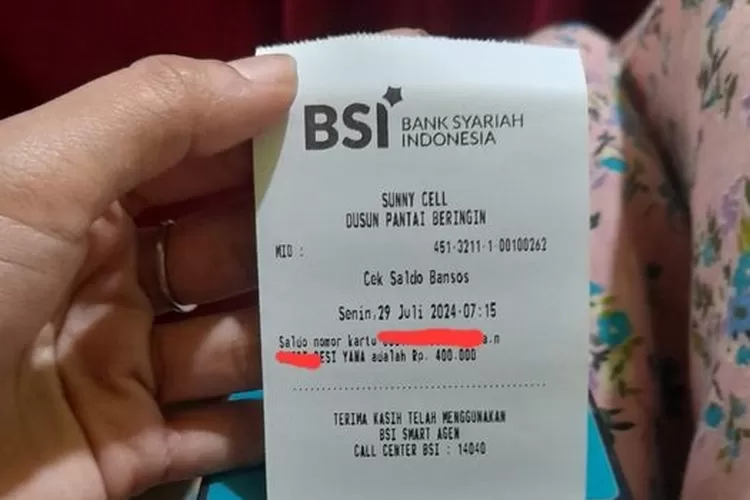 BSI BANK SYARIAH
INDONESIA
SUNNY CELL
DUSUN PANTAI BERINGIN
MID : 451-3211-1-00100262
Cek Saldo Bansos
Senin,29 Juli 2024-07:15
Saldo nomor kartu a.n
DESI YANA adalah Rp. 400.000
TERIMA KASIH TELAH MENGGUNAKAN
BSI SMART AGEN
CALL CENTER BSI : 14040